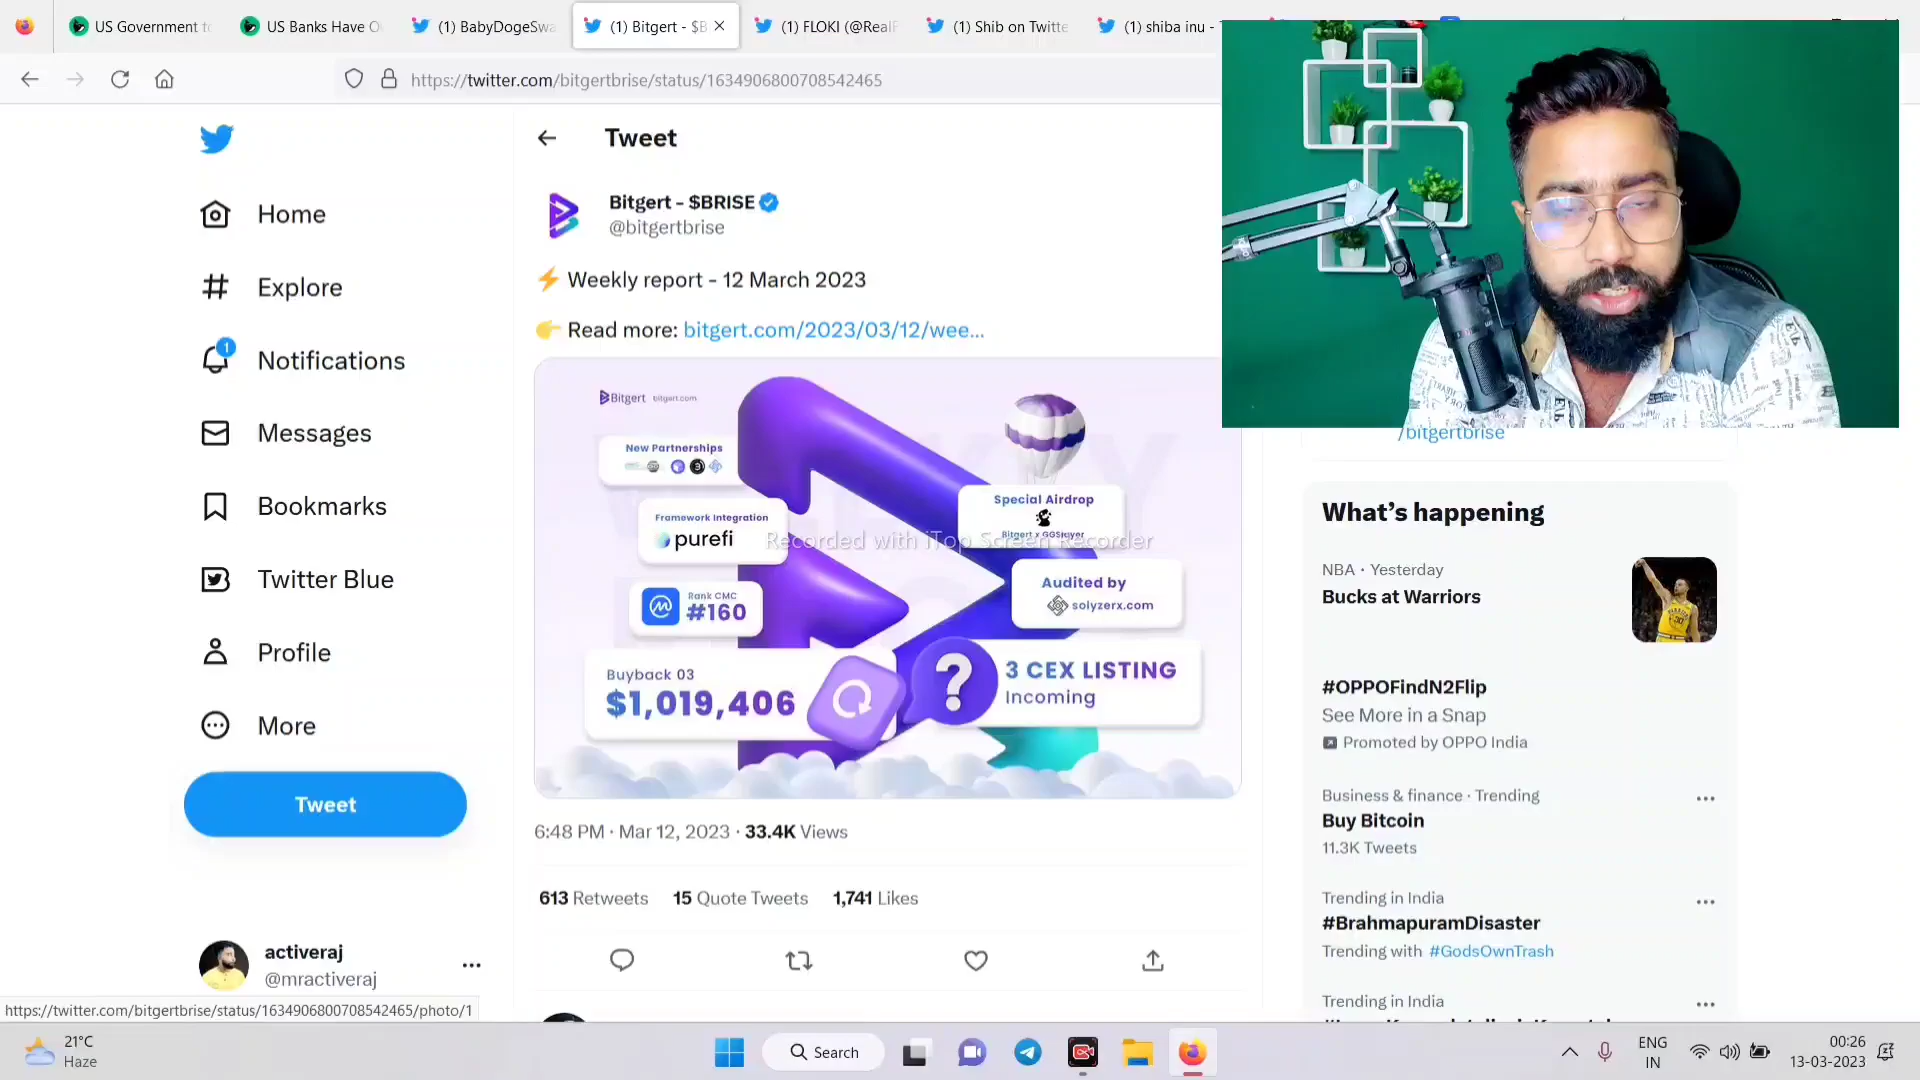 US Government to
US Banks Have O
(1) BabyDogeSwa
(1) Bitgert - $B
(1) FLOKI (@RealF
(1) Shib on Twitte
(1) shiba inu -
https://twitter.com/bitgertbrise/status/1634906800708542465
Home
Explore
1
Notifications
Messages
Bookmarks
Twitter Blue
Profile
More
Tweet
activeraj
@mractiveraj
https://twitter.com/bitgertbrise/status/1634906800708542465/photo/1
Tweet
Bitgert - $BRISE
@bitgertbrise
⚡ Weekly report - 12 March 2023
👉 Read more: bitgert.com/2023/03/12/wee...
Bitgert bitgert.com
New Partnerships
Framework Integration
purefi
Rank CMC
#160
Buyback 03
$1,019,406
Special Airdrop
Bitgert x GGSlayer
Recorded with iTop Screen Recorder
Audited by
solyzerx.com
3 CEX LISTING
Incoming
6:48 PM · Mar 12, 2023 · 33.4K Views
613 Retweets 15 Quote Tweets 1,741 Likes
/bitgertbrise
What's happening
NBA · Yesterday
Bucks at Warriors
#OPPOFindN2Flip
See More in a Snap
Promoted by OPPO India
Business & finance · Trending
Buy Bitcoin
11.3K Tweets
Trending in India
#BrahmapuramDisaster
Trending with #GodsOwnTrash
Trending in India
21°C
Haze
Search
ENG
IN
00:26
13-03-2023